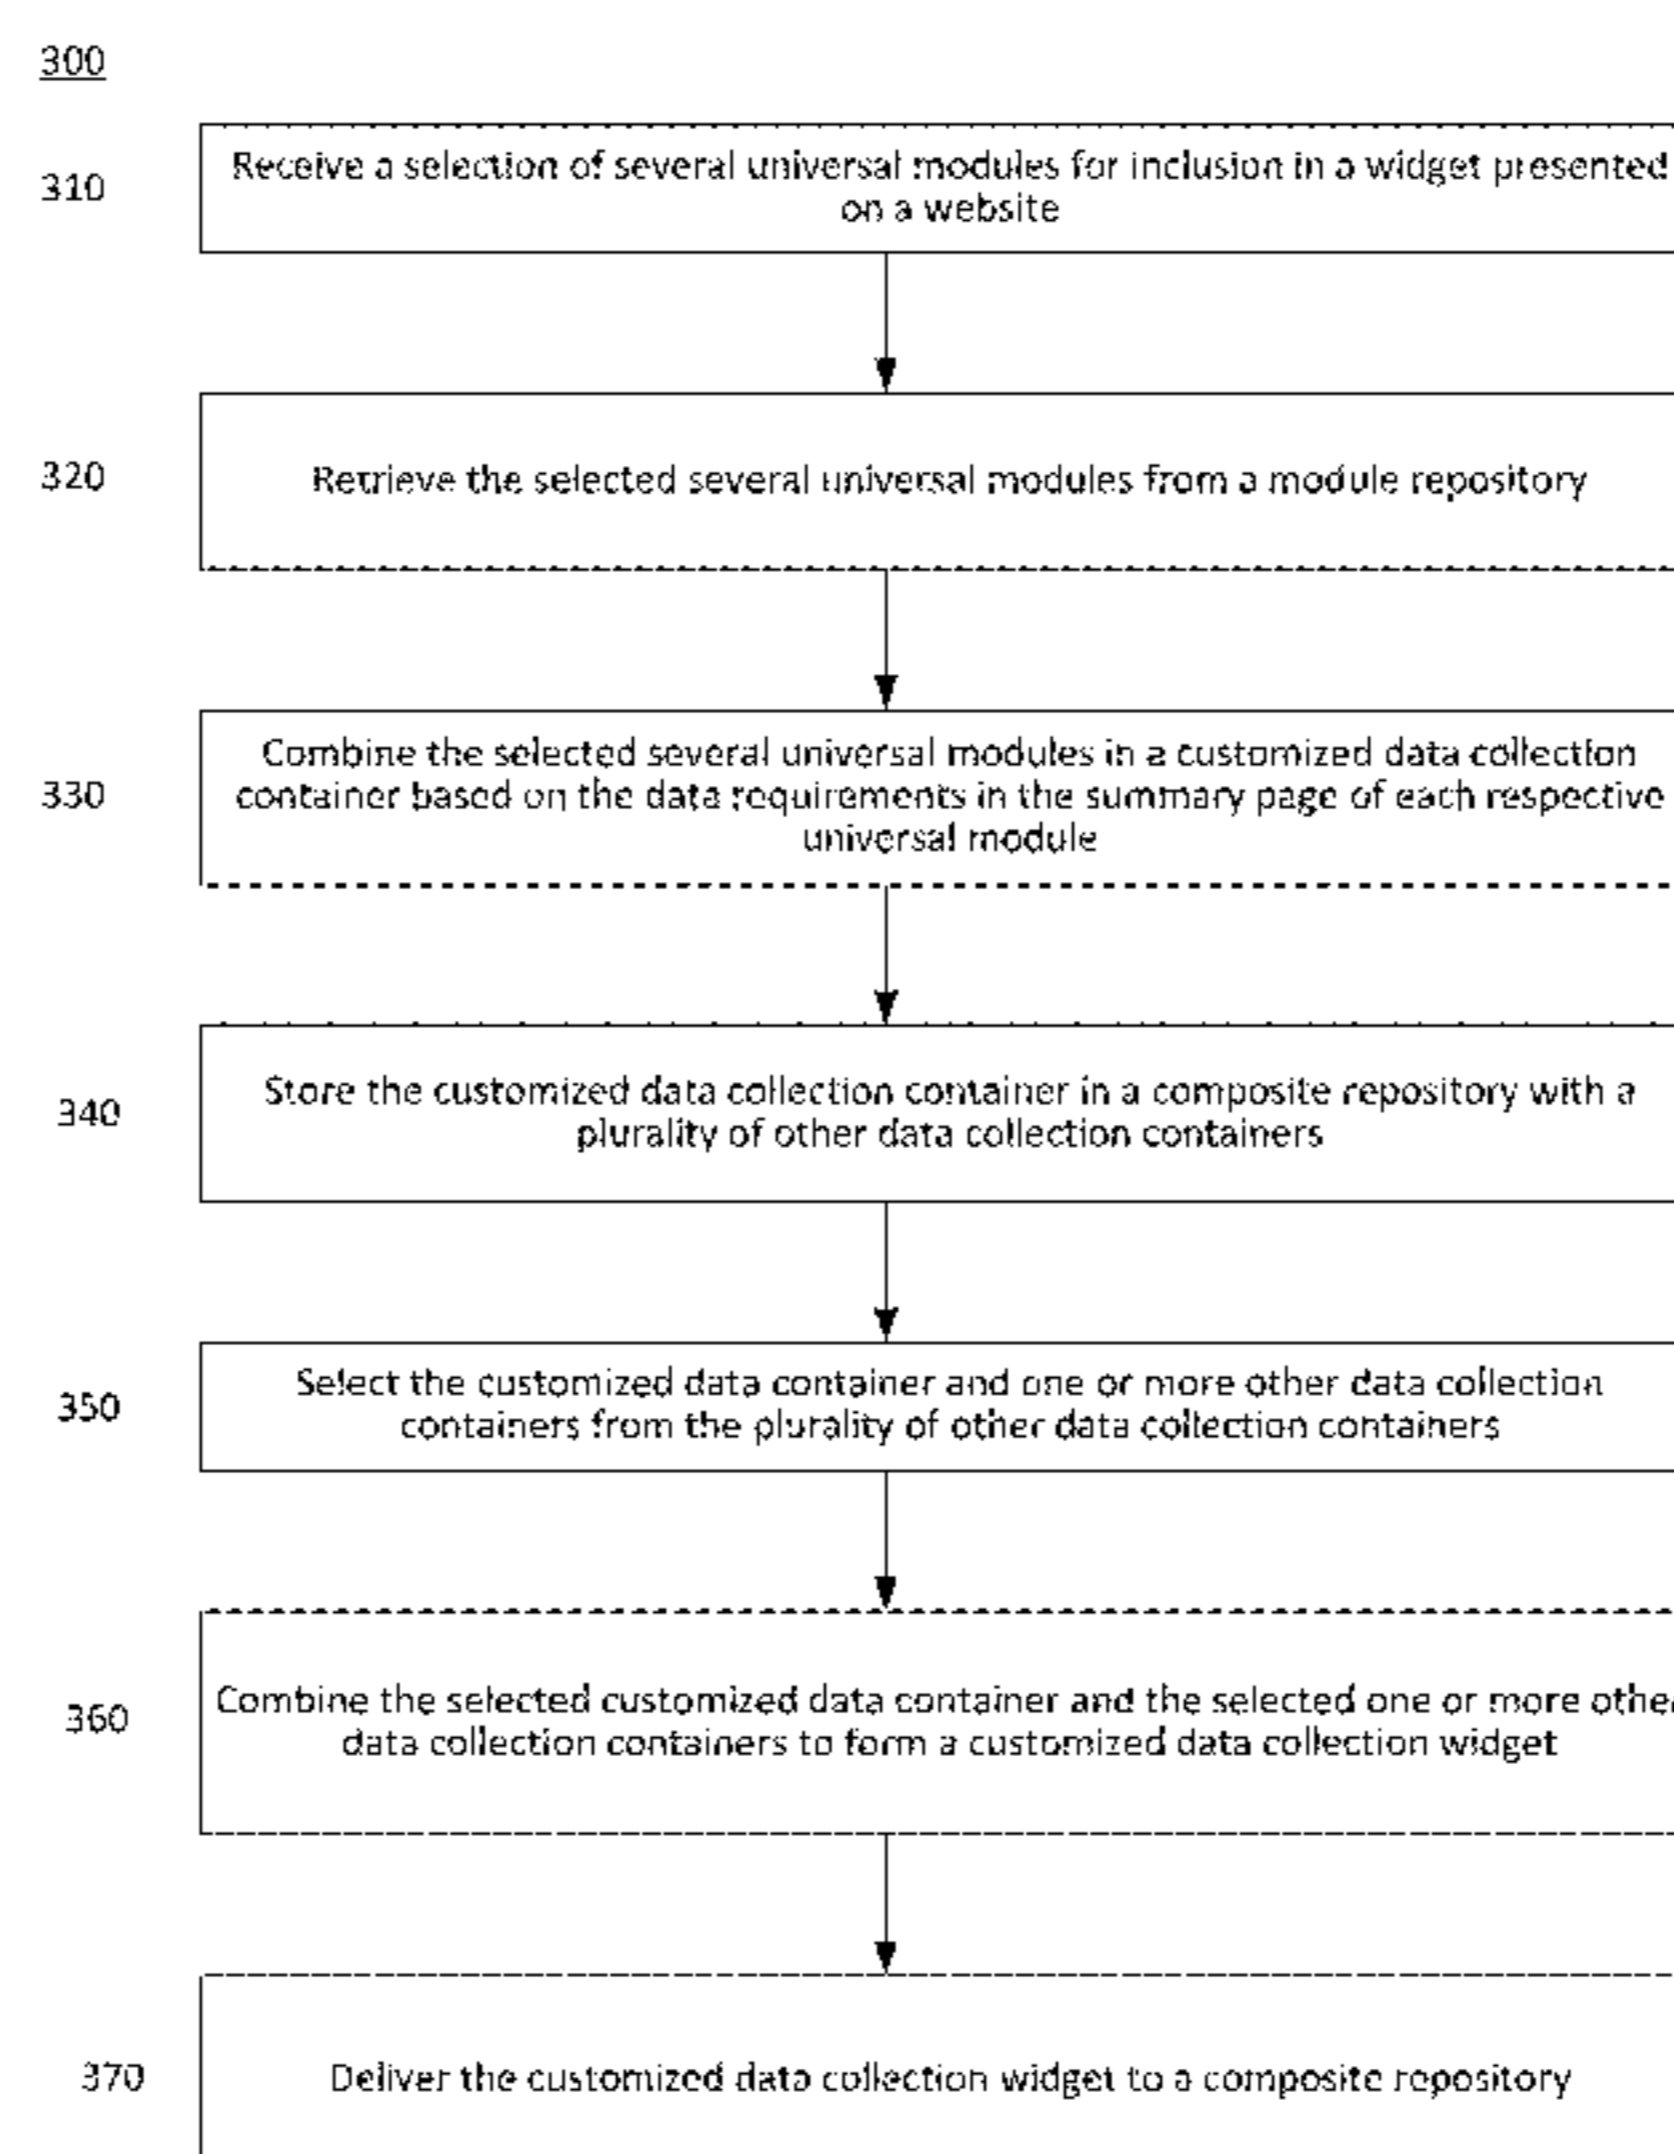 300
310
Receive a selection of several universal modules for inclusion in a widget presented
on a website
320
Retrieve the selected several universal modules from a module repository
330
Combine the selected several universal modules in a customized data collection
container based on the data requirements in the summary page of each respective
universal module
340
Store the customized data collection container in a composite repository with a
plurality of other data collection containers
350
Select the customized data container and one or more other data collection
containers from the plurality of other data collection containers
360
Combine the selected customized data container and the selected one or more other
data collection containers to form a customized data collection widget
370
Deliver the customized data collection widget to a composite repository